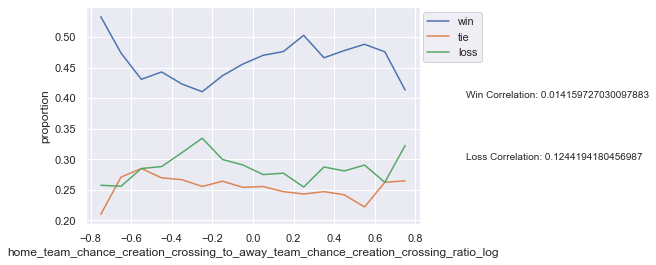 win
tie
loss
0.50
0.45
0.40
0.35
0.30
0.25
0.20
proportion
Win Correlation: 0.014159727030097883
Loss Correlation: 0.1244194180456987
−0.8 −0.6 −0.4 −0.2 0.0 0.2 0.4 0.6 0.8
home_team_chance_creation_crossing_to_away_team_chance_creation_crossing_ratio_log